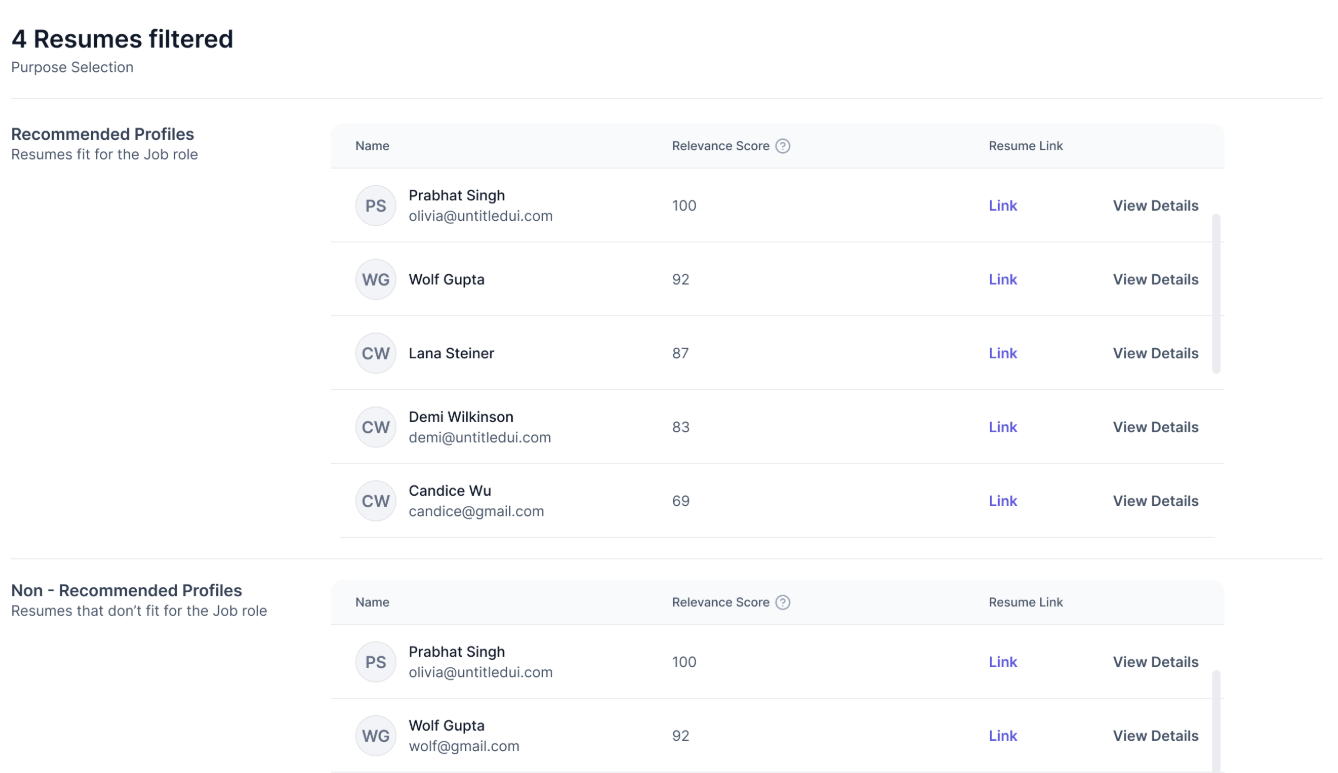 4 Resumes filtered
Purpose Selection
Recommended Profiles
Resumes fit for the Job role
Name Relevance Score ? Resume Link
PS Prabhat Singh olivia@untitledui.com 100 Link View Details
WG Wolf Gupta 92 Link View Details
CW Lana Steiner 87 Link View Details
CW Demi Wilkinson demi@untitledui.com 83 Link View Details
CW Candice Wu candice@gmail.com 69 Link View Details
Non - Recommended Profiles
Resumes that don’t fit for the Job role
Name Relevance Score ? Resume Link
PS Prabhat Singh olivia@untitledui.com 100 Link View Details
WG Wolf Gupta wolf@gmail.com 92 Link View Details